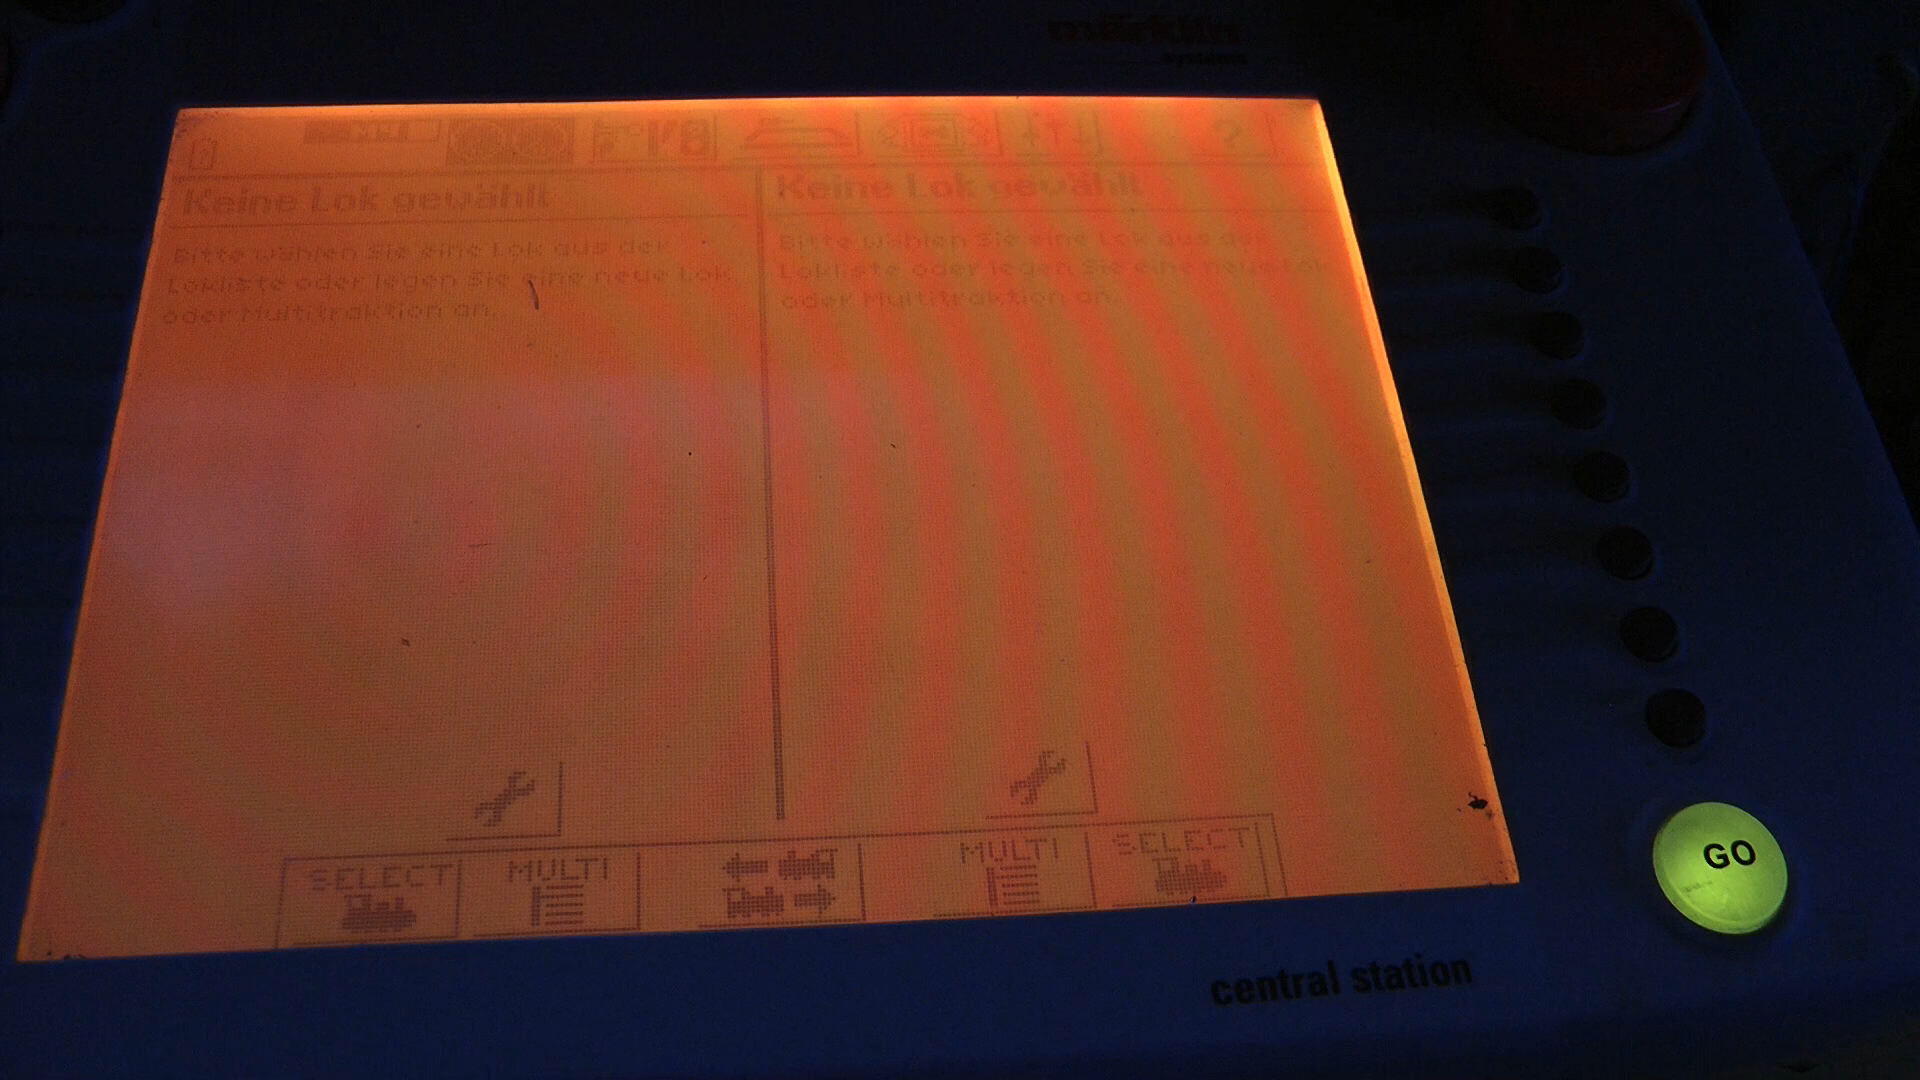 märklin
systems
?
Keine Lok gewählt
Bitte wählen Sie eine Lok aus der
Lokliste oder legen Sie eine neue Lok
oder Multitraktion an.
Keine Lok gewählt
Bitte wählen Sie eine Lok aus der
Lokliste oder legen Sie eine neue Lok
oder Multitraktion an.
SELECT
MULTI
MULTI
SELECT
GO
central station